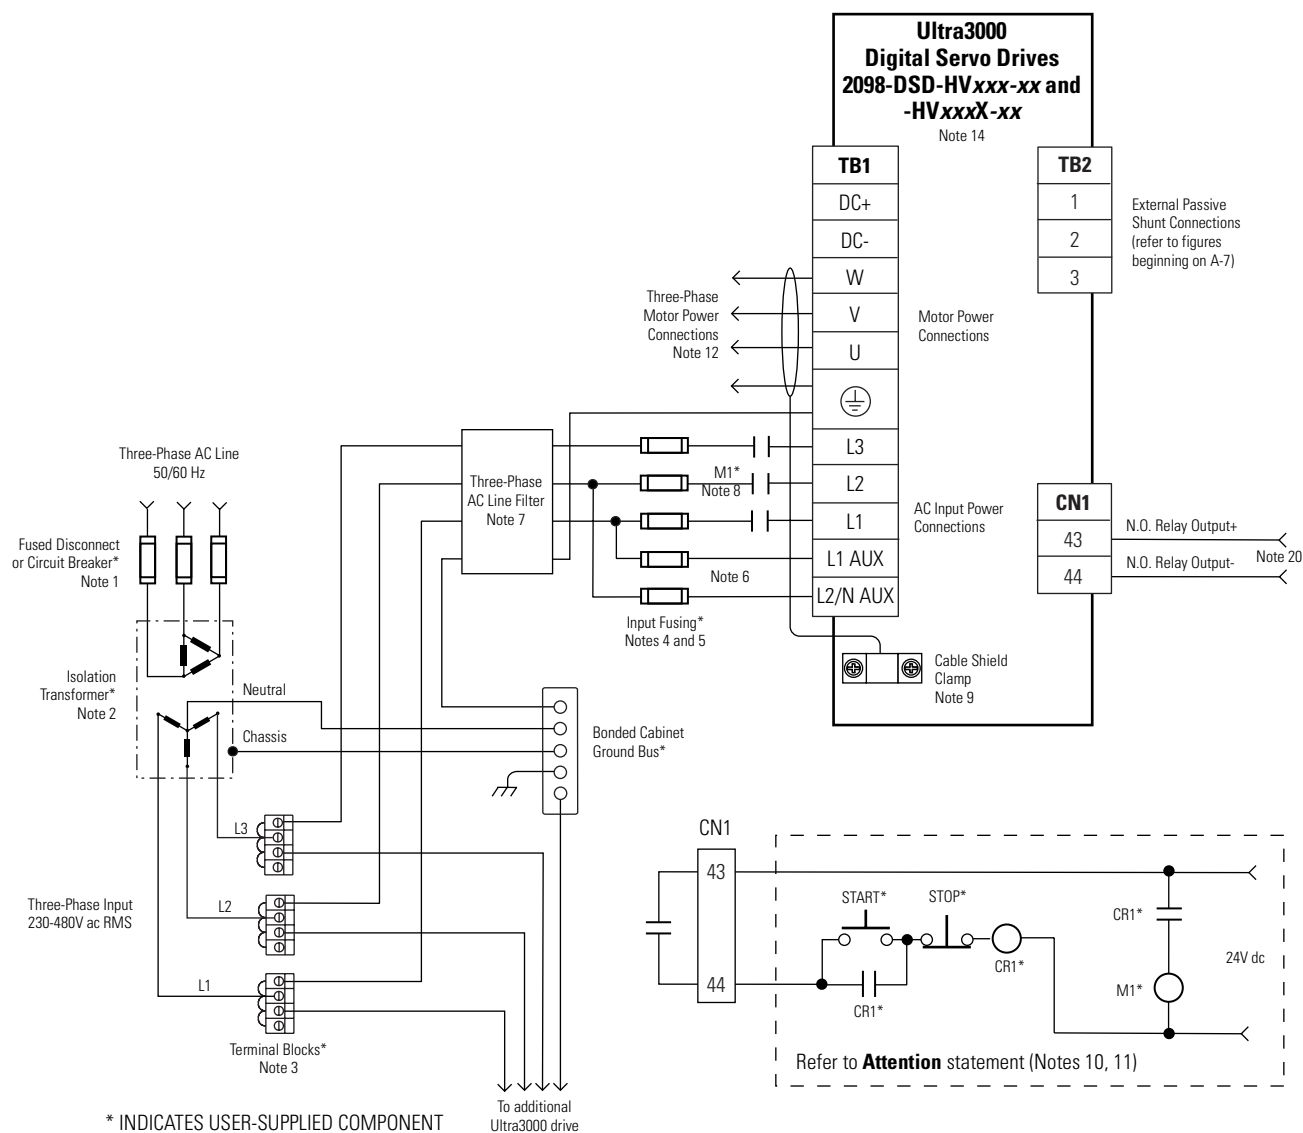 Ultra3000
Digital Servo Drives
2098-DSD-HVxxx-xx and
-HVxxxX-xx
Note 14
TB1
DC+
DC-
W
V
U
L3
L2
L1
L1 AUX
L2/N AUX
TB2
1
2
3
External Passive
Shunt Connections
(refer to figures
beginning on A-7)
Three-Phase
Motor Power
Connections
Note 12
Motor Power
Connections
Three-Phase AC Line
50/60 Hz
Three-Phase
AC Line Filter
Note 7
M1*
Note 8
AC Input Power
Connections
CN1
43
44
N.O. Relay Output+
N.O. Relay Output-
Note 20
Fused Disconnect
or Circuit Breaker*
Note 1
Note 6
Input Fusing*
Notes 4 and 5
Isolation
Transformer*
Note 2
Neutral
Chassis
Bonded Cabinet
Ground Bus*
Cable Shield
Clamp
Note 9
L3
L2
L1
Three-Phase Input
230-480V ac RMS
Terminal Blocks*
Note 3
To additional
Ultra3000 drive
CN1
43
44
START*
STOP*
CR1*
CR1*
CR1*
M1*
24V dc
Refer to Attention statement (Notes 10, 11)
* INDICATES USER-SUPPLIED COMPONENT